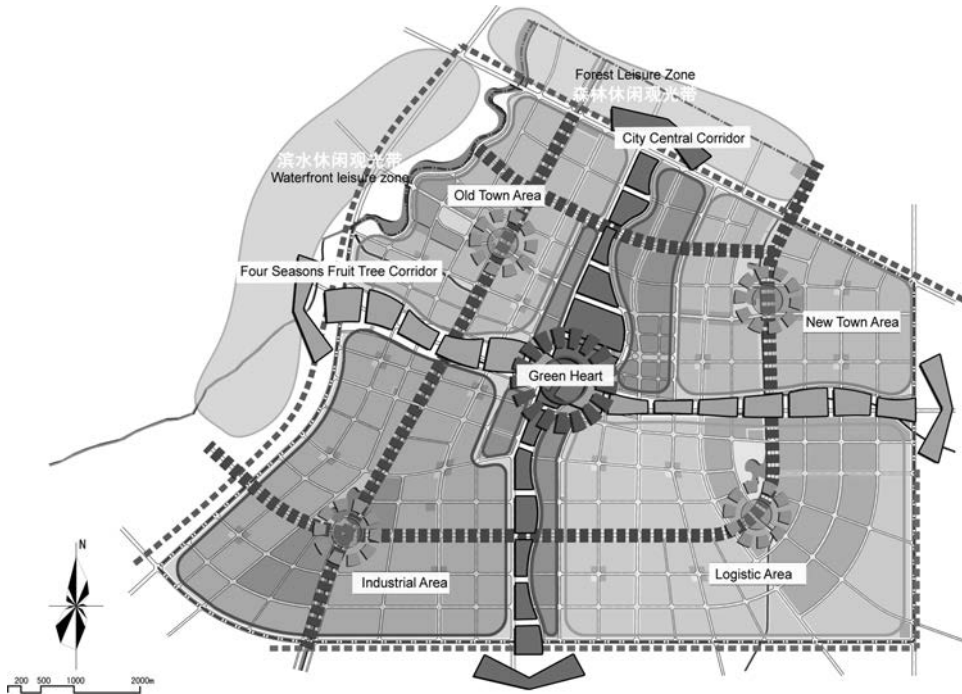 Forest Leisure Zone
森林休闲观光带
City Central Corridor
滨水休闲观光带
Waterfront leisure zone
Old Town Area
Four Seasons Fruit Tree Corridor
New Town Area
Green Heart
Industrial Area
Logistic Area
N
200 500 1000 2000m